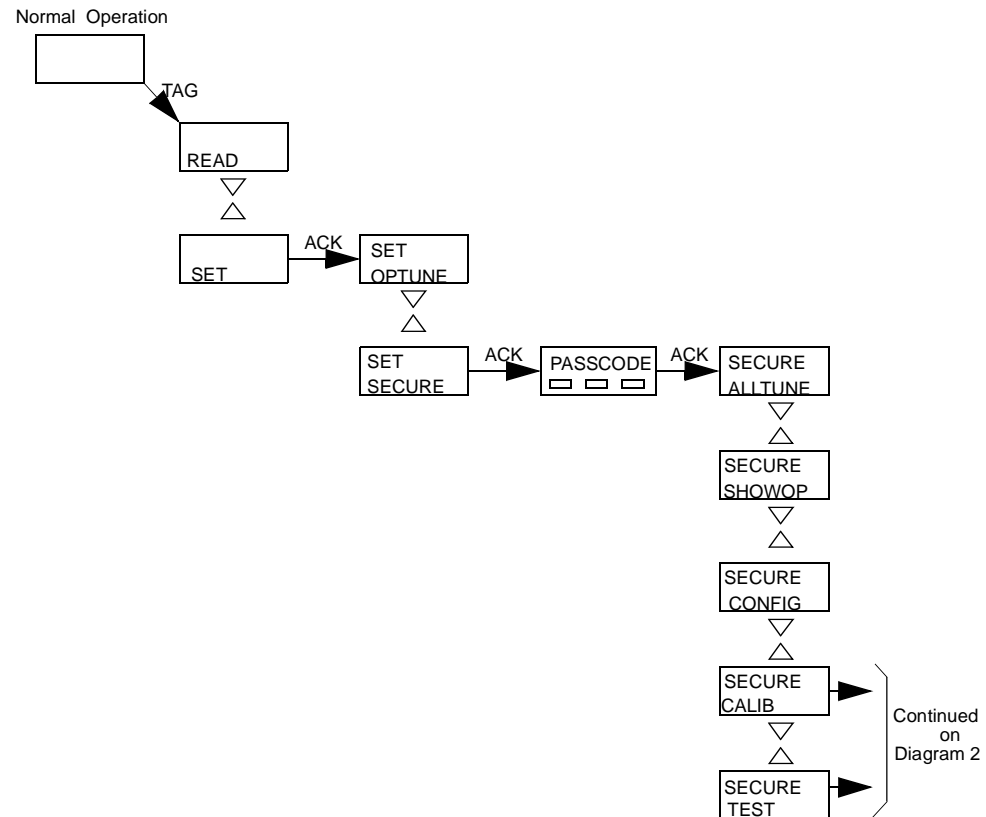 Normal Operation
TAG
READ
SET
ACK
SET
OPTUNE
SET
SECURE
ACK
PASSCODE
ACK
SECURE
ALLTUNE
SECURE
SHOWOP
SECURE
CONFIG
SECURE
CALIB
Continued
on
Diagram 2
SECURE
TEST